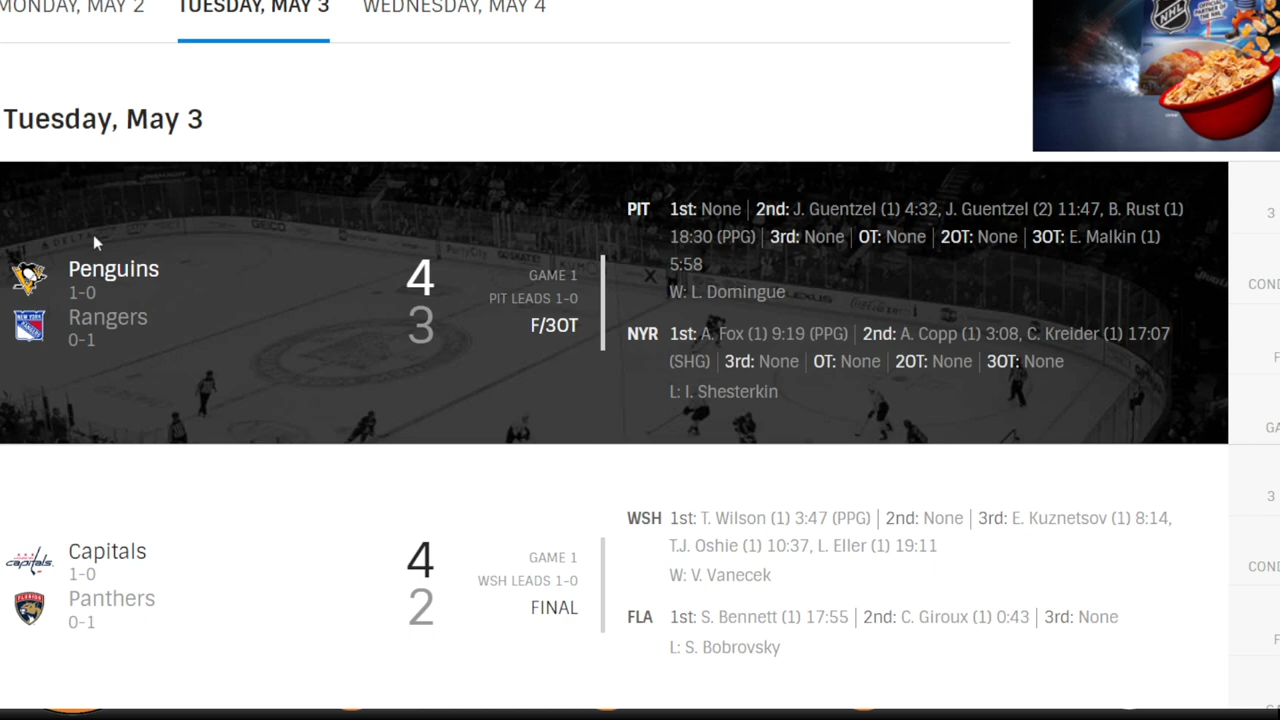 MONDAY, MAY 2 TUESDAY, MAY 3 WEDNESDAY, MAY 4
NHL
Tuesday, May 3
PIT 1st: None | 2nd: J. Guentzel (1) 4:32, J. Guentzel (2) 11:47, B. Rust (1)
18:30 (PPG) | 3rd: None | OT: None | 2OT: None | 3OT: E. Malkin (1)
5:58
W: L. Domingue
Penguins 4 GAME 1
1-0 PIT LEADS 1-0
Rangers 3 F/3OT
0-1
NYR 1st: A. Fox (1) 9:19 (PPG) | 2nd: A. Copp (1) 3:08, C. Kreider (1) 17:07
(SHG) | 3rd: None | OT: None | 2OT: None | 3OT: None
L: I. Shesterkin
WSH 1st: T. Wilson (1) 3:47 (PPG) | 2nd: None | 3rd: E. Kuznetsov (1) 8:14,
T.J. Oshie (1) 10:37, L. Eller (1) 19:11
W: V. Vanecek
capitals
Capitals 4 GAME 1
1-0 WSH LEADS 1-0
Panthers 2 FINAL
0-1
FLA 1st: S. Bennett (1) 17:55 | 2nd: C. Giroux (1) 0:43 | 3rd: None
L: S. Bobrovsky
3
COND
F
GA
3
COND
F